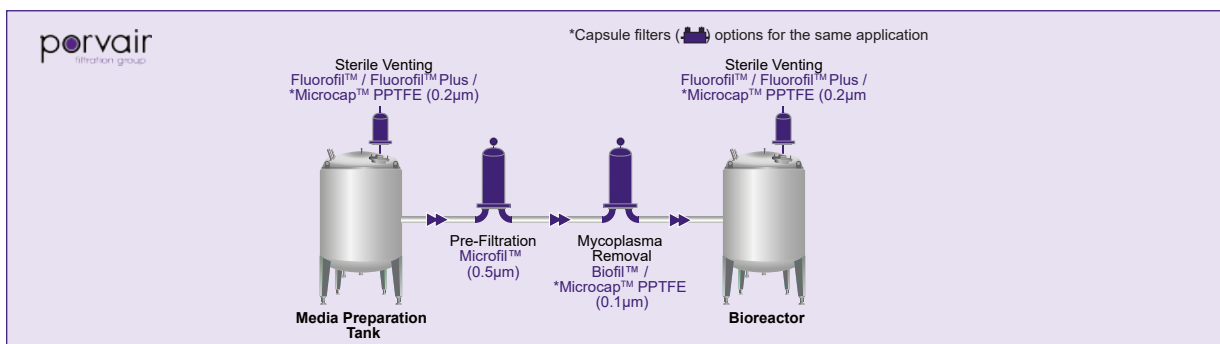 porvair
filtration group
*Capsule filters ( ) options for the same application
Sterile Venting
Fluorofil™ / Fluorofil™ Plus /
*Microcap™ PPTFE (0.2µm)
Sterile Venting
Fluorofil™ / Fluorofil™ Plus /
*Microcap™ PPTFE (0.2µm
Pre-Filtration
Microfil™
(0.5µm)
Mycoplasma
Removal
Biofil™ /
*Microcap™ PPTFE
(0.1µm)
Media Preparation
Tank
Bioreactor